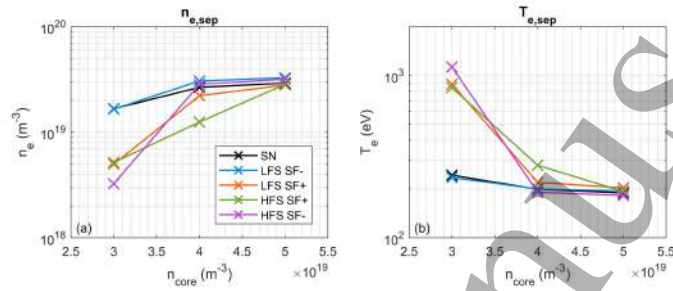 n_e,sep
10^20
10^19
10^18
n_e (m^-3)
SN
LFS SF-
LFS SF+
HFS SF+
HFS SF-
(a)
2.5 3 3.5 4 4.5 5 5.5
n_core (m^-3)
×10^19
T_e,sep
10^3
10^2
T_e (eV)
(b)
2.5 3 3.5 4 4.5 5 5.5
n_core (m^-3)
×10^19
nus